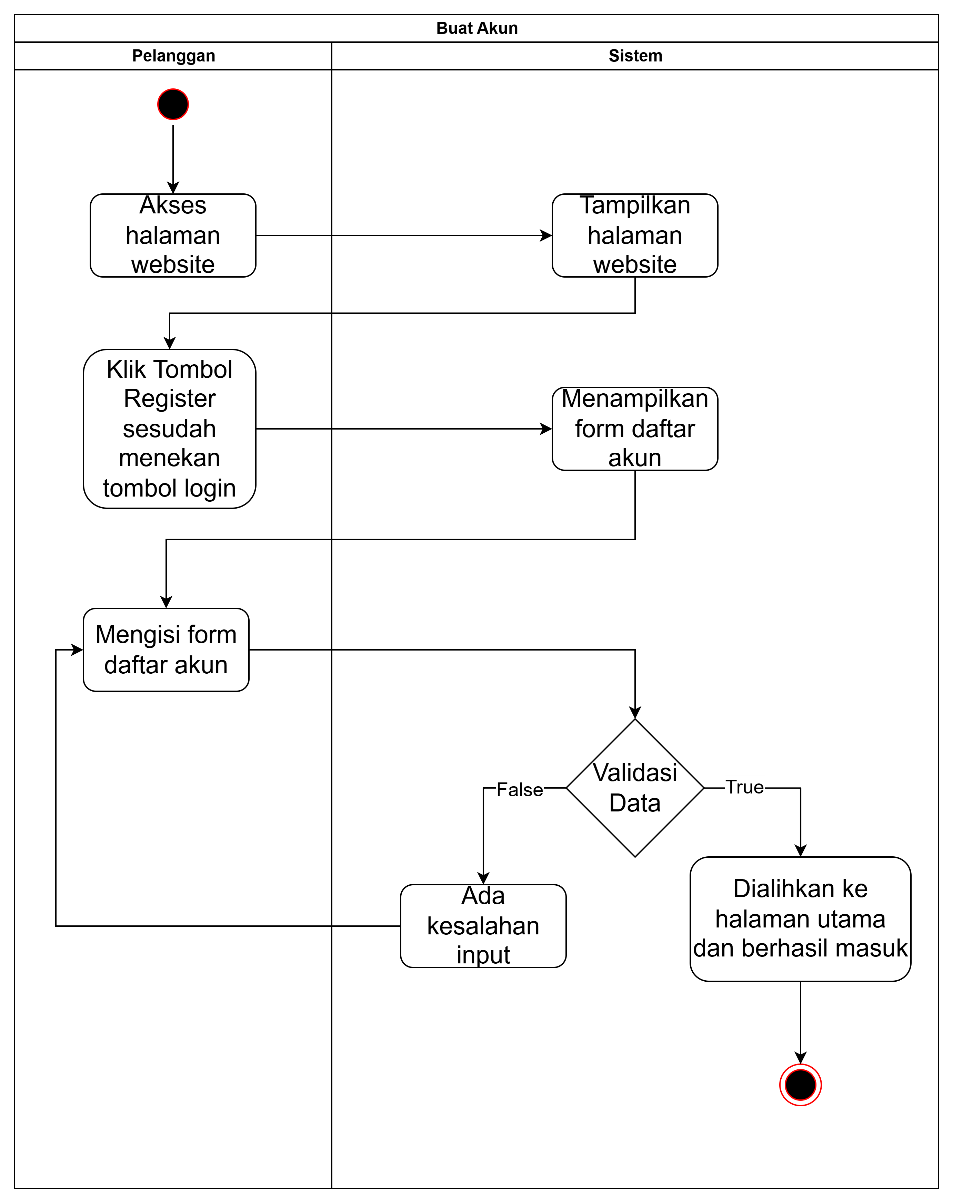 Buat Akun
Pelanggan
Sistem
Akses
halaman
website
Tampilkan
halaman
website
Klik Tombol
Register
sesudah
menekan
tombol login
Menampilkan
form daftar
akun
Mengisi form
daftar akun
Validasi
Data
False
True
Ada
kesalahan
input
Dialihkan ke
halaman utama
dan berhasil masuk